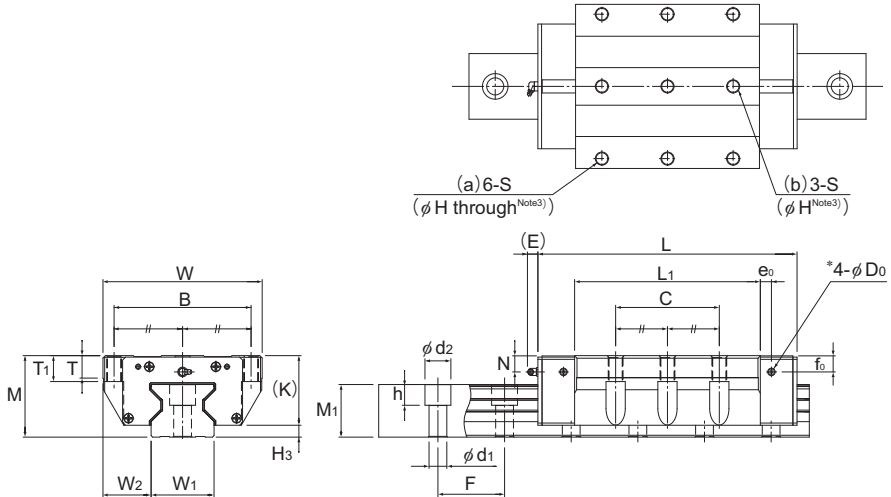 (a) 6-S
(φH through Note3))
(b) 3-S
(φH Note3))
(E)
L
L1
e0
*4-φD0
W
B
C
T1
T
M
(K)
H3
W2
W1
φd2
h
M1
φd1
F
N
f0